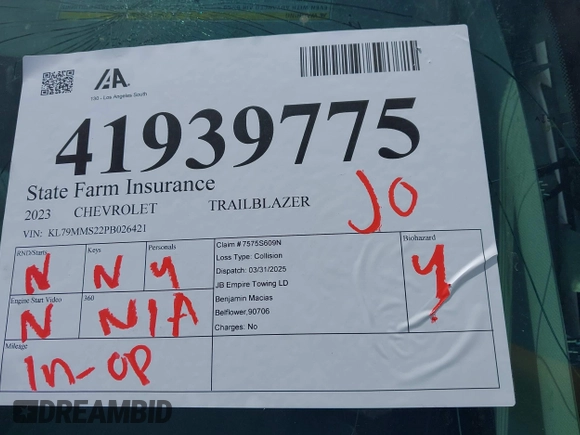 IAA
130 - Los Angeles South
41939775
State Farm Insurance
2023 CHEVROLET TRAILBLAZER
JO
VIN: KL79MMS22PB026421
RND/Starts Keys Personals
N N Y
Engine Start Video 360
N N/A
Mileage
In-op
Claim # 7575S609N
Loss Type: Collision
Dispatch: 03/31/2025
JB Empire Towing LD
Benjamin Macias
Belflower,90706
Charges: No
Biohazard
Y
DREAMBID